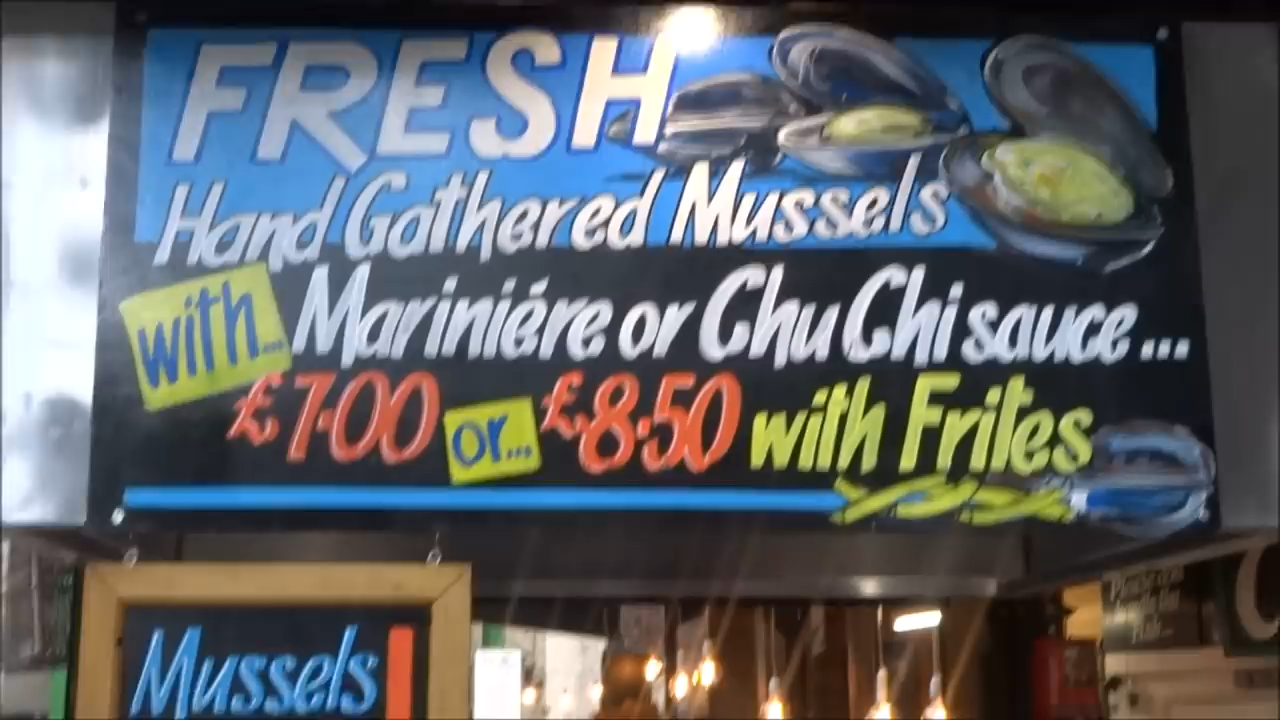 FRESH
Hand Gathered Mussels
with... Mariniére or Chu Chi sauce...
£7.00 or... £8.50 with Frites
Mussels